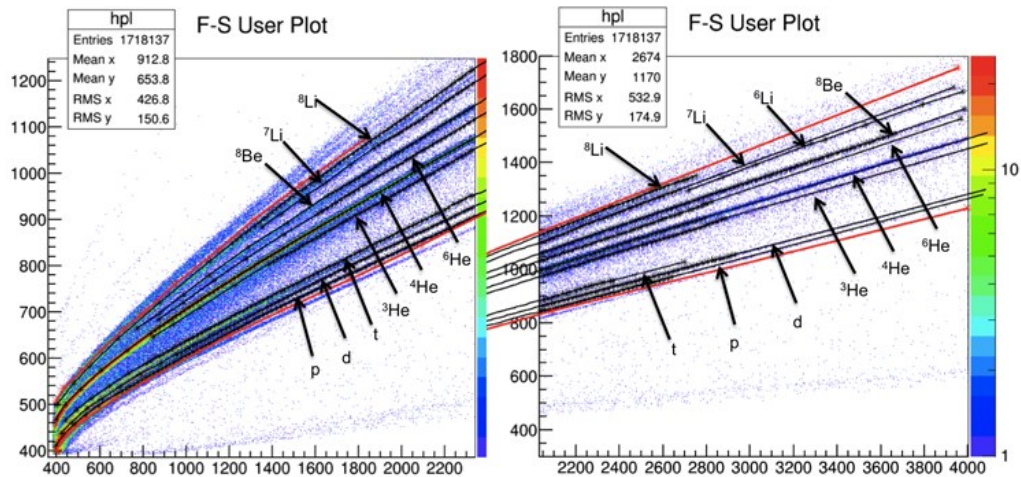 hpl
Entries 1718137
Mean x 912.8
Mean y 653.8
RMS x 426.8
RMS y 150.6
F-S User Plot
1200
1100
1000
900
800
700
600
500
400
400 600 800 1000 1200 1400 1600 1800 2000 2200
⁸Li
⁷Li
⁸Be
⁶He
⁴He
³He
t
d
p
hpl
Entries 1718137
Mean x 2674
Mean y 1170
RMS x 532.9
RMS y 174.9
F-S User Plot
1800
1600
1400
1200
1000
800
600
400
2200 2400 2600 2800 3000 3200 3400 3600 3800 4000
⁸Be
⁶Li
⁷Li
⁸Li
⁶He
⁴He
³He
d
p
t
10
1